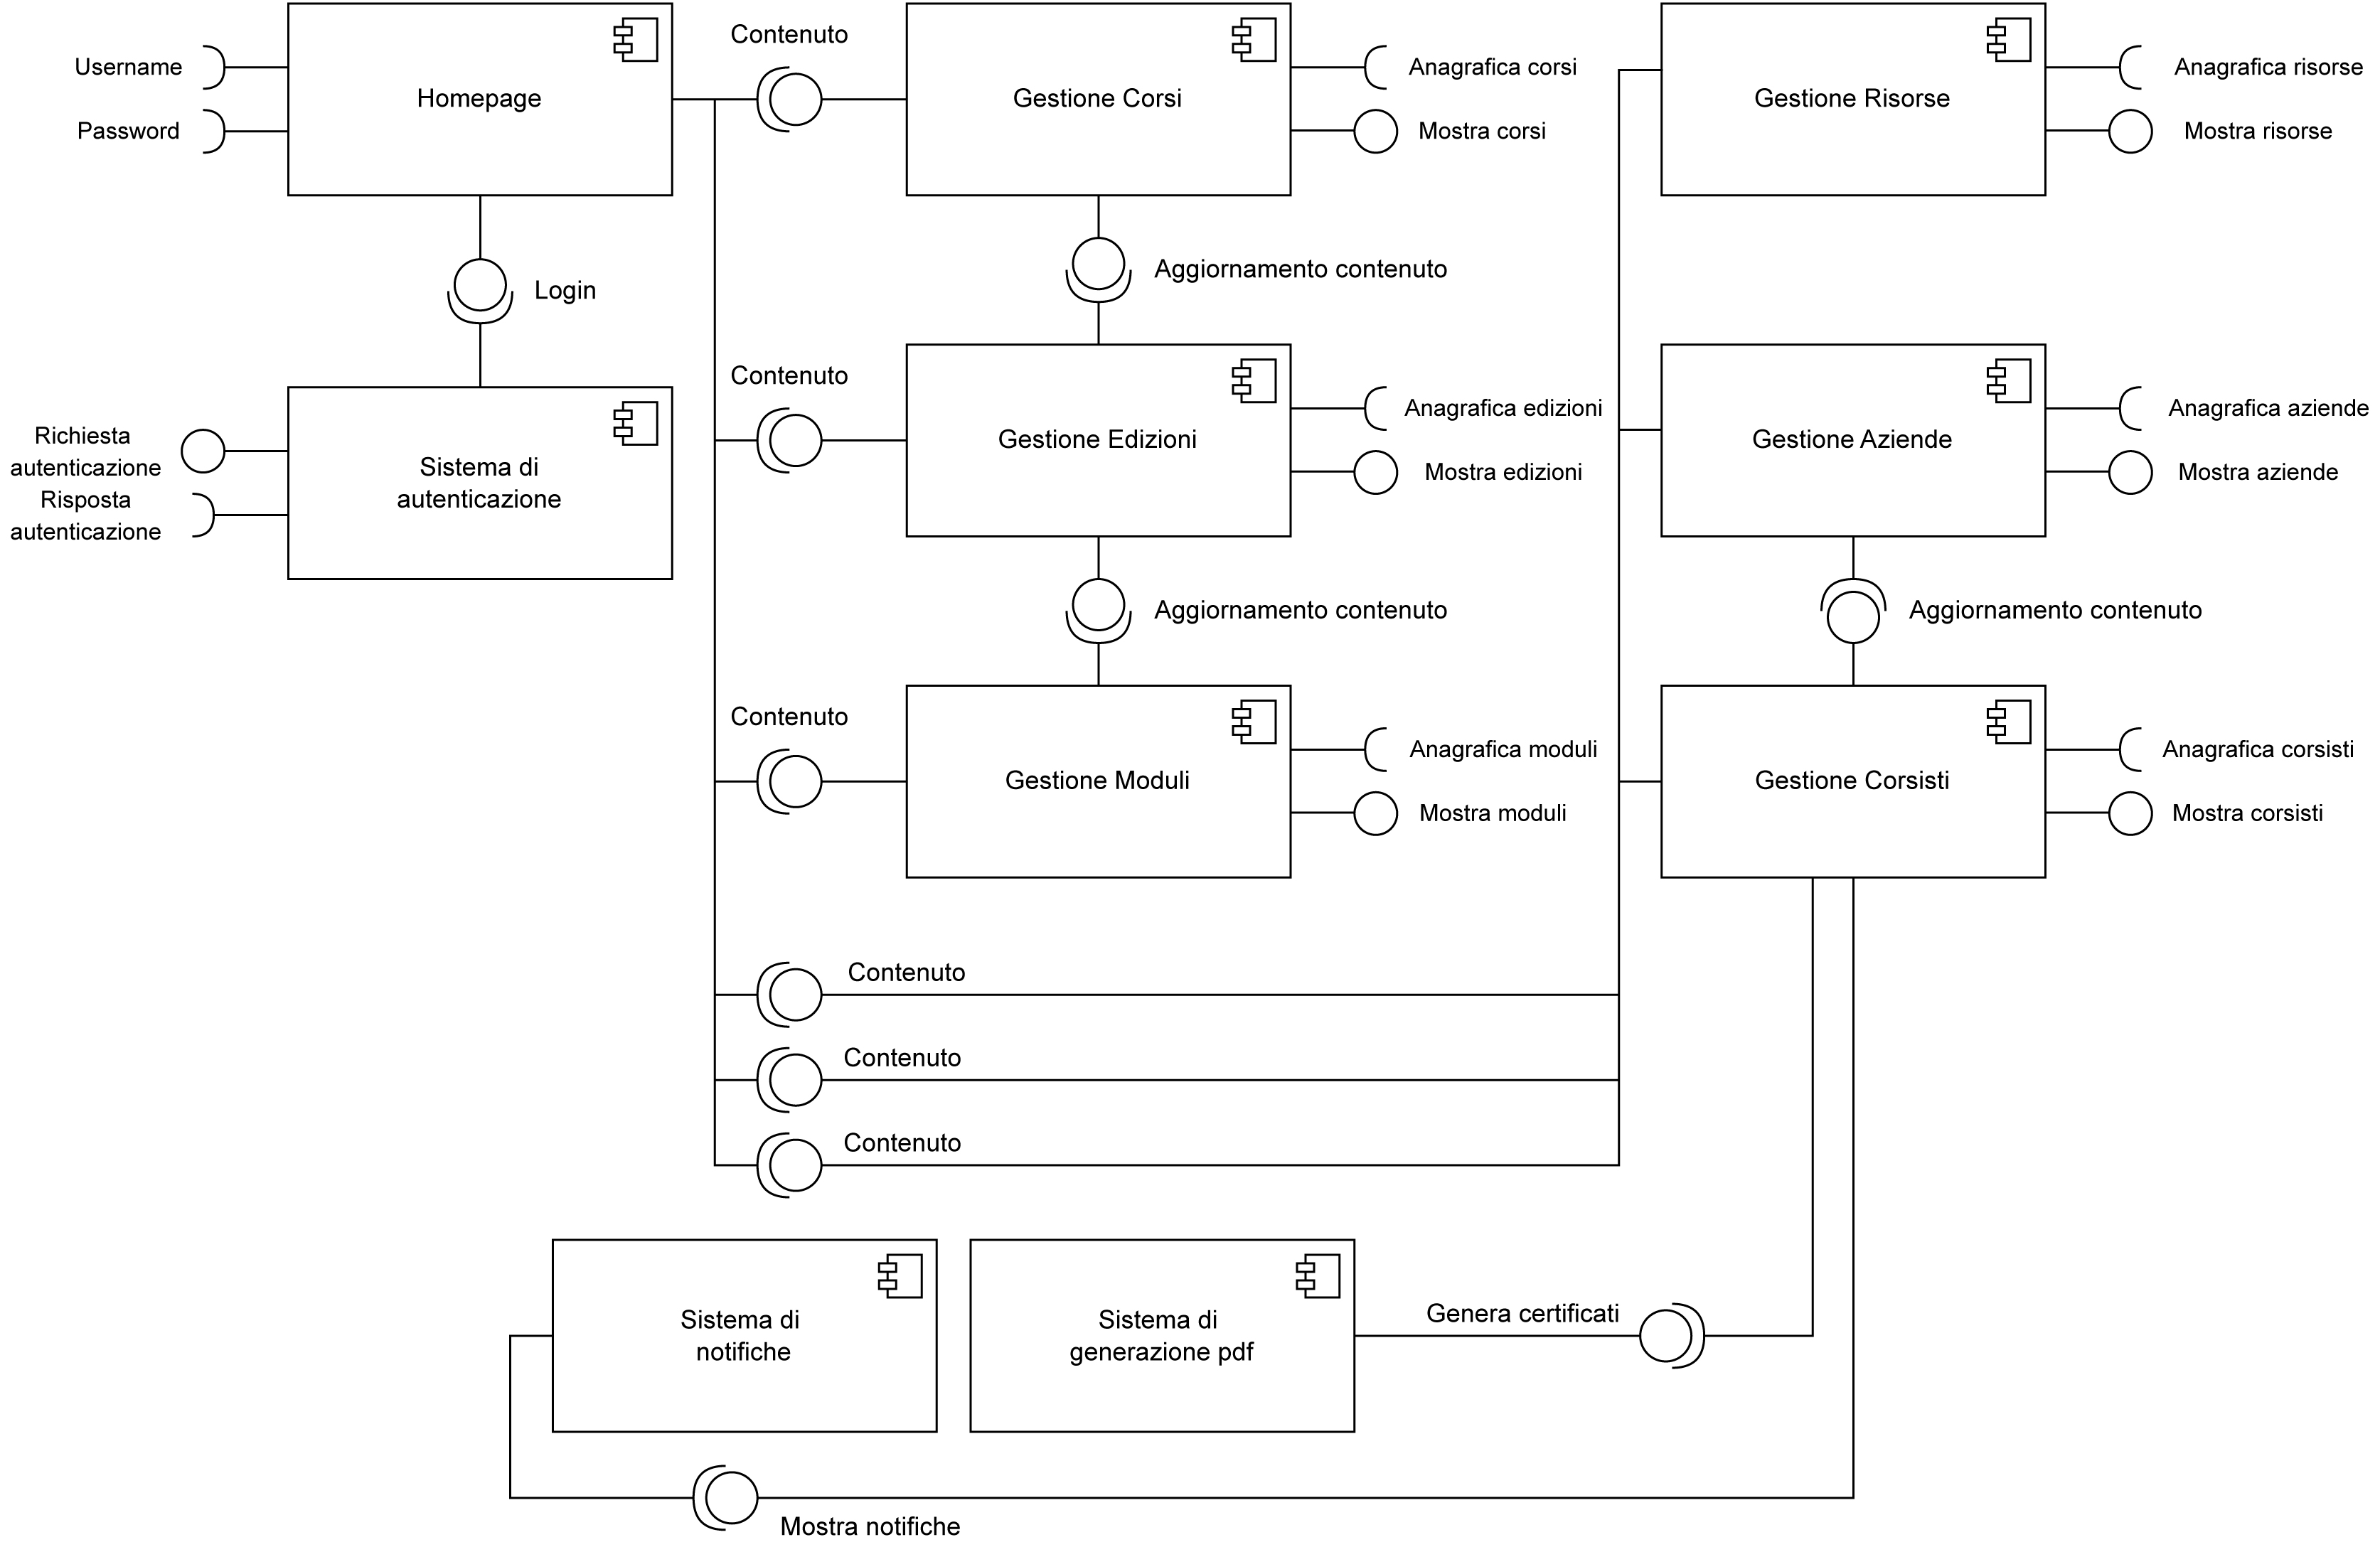 Username
Password
Homepage
Contenuto
Gestione Corsi
Anagrafica corsi
Mostra corsi
Gestione Risorse
Anagrafica risorse
Mostra risorse
Login
Aggiornamento contenuto
Richiesta
autenticazione
Risposta
autenticazione
Sistema di
autenticazione
Contenuto
Gestione Edizioni
Anagrafica edizioni
Mostra edizioni
Gestione Aziende
Anagrafica aziende
Mostra aziende
Aggiornamento contenuto
Aggiornamento contenuto
Contenuto
Gestione Moduli
Anagrafica moduli
Mostra moduli
Gestione Corsisti
Anagrafica corsisti
Mostra corsisti
Contenuto
Contenuto
Contenuto
Sistema di
notifiche
Sistema di
generazione pdf
Genera certificati
Mostra notifiche